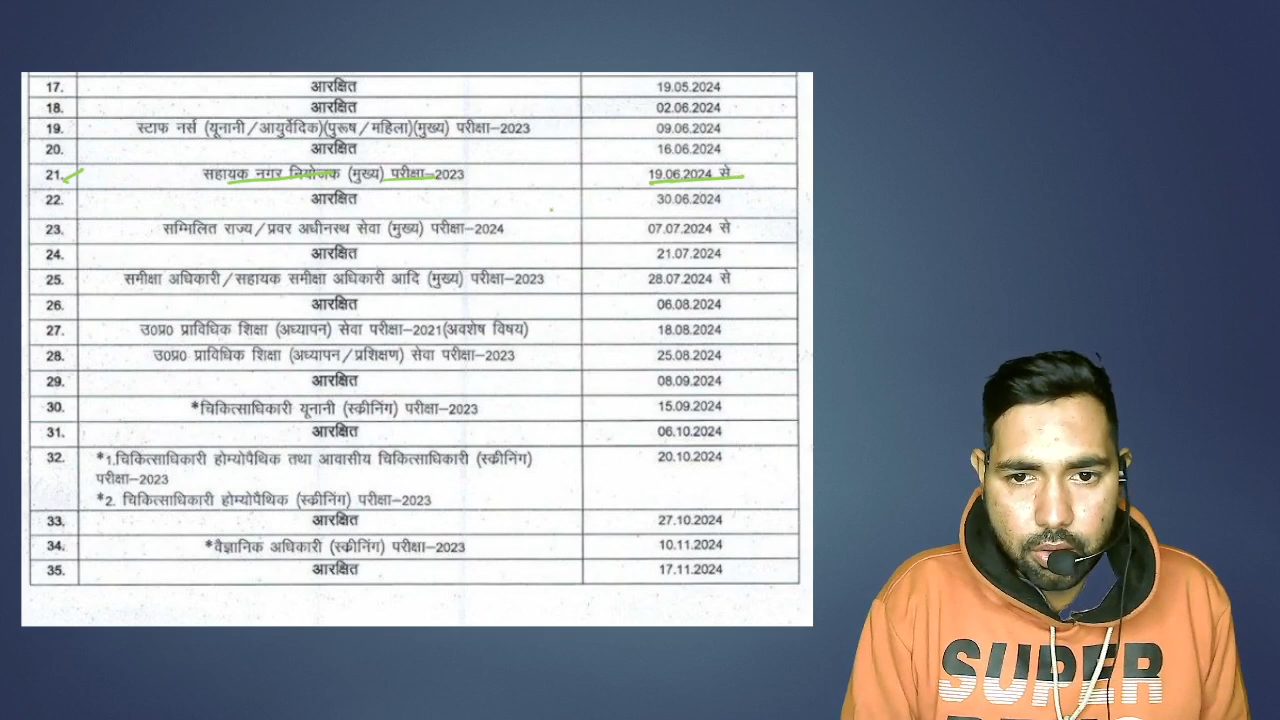 17. आरक्षित 19.05.2024
18. आरक्षित 02.06.2024
19. स्टाफ नर्स (यूनानी/आयुर्वेदिक)(पुरूष/महिला)(मुख्य) परीक्षा–2023 09.06.2024
20. आरक्षित 16.06.2024
21. सहायक नगर नियोजक (मुख्य) परीक्षा–2023 19.06.2024 से
22. आरक्षित 30.06.2024
23. सम्मिलित राज्य/प्रवर अधीनस्थ सेवा (मुख्य) परीक्षा–2024 07.07.2024 से
24. आरक्षित 21.07.2024
25. समीक्षा अधिकारी/सहायक समीक्षा अधिकारी आदि (मुख्य) परीक्षा–2023 28.07.2024 से
26. आरक्षित 06.08.2024
27. उ0प्र0 प्राविधिक शिक्षा (अध्यापन) सेवा परीक्षा–2021(अवशेष विषय) 18.08.2024
28. उ0प्र0 प्राविधिक शिक्षा (अध्यापन/प्रशिक्षण) सेवा परीक्षा–2023 25.08.2024
29. आरक्षित 08.09.2024
30. *चिकित्साधिकारी यूनानी (स्क्रीनिंग) परीक्षा–2023 15.09.2024
31. आरक्षित 06.10.2024
32. *1.चिकित्साधिकारी होम्योपैथिक तथा आवासीय चिकित्साधिकारी (स्क्रीनिंग) 20.10.2024
परीक्षा–2023
*2. चिकित्साधिकारी होम्योपैथिक (स्क्रीनिंग) परीक्षा–2023
33. आरक्षित 27.10.2024
34. *वैज्ञानिक अधिकारी (स्क्रीनिंग) परीक्षा–2023 10.11.2024
35. आरक्षित 17.11.2024
SUPER